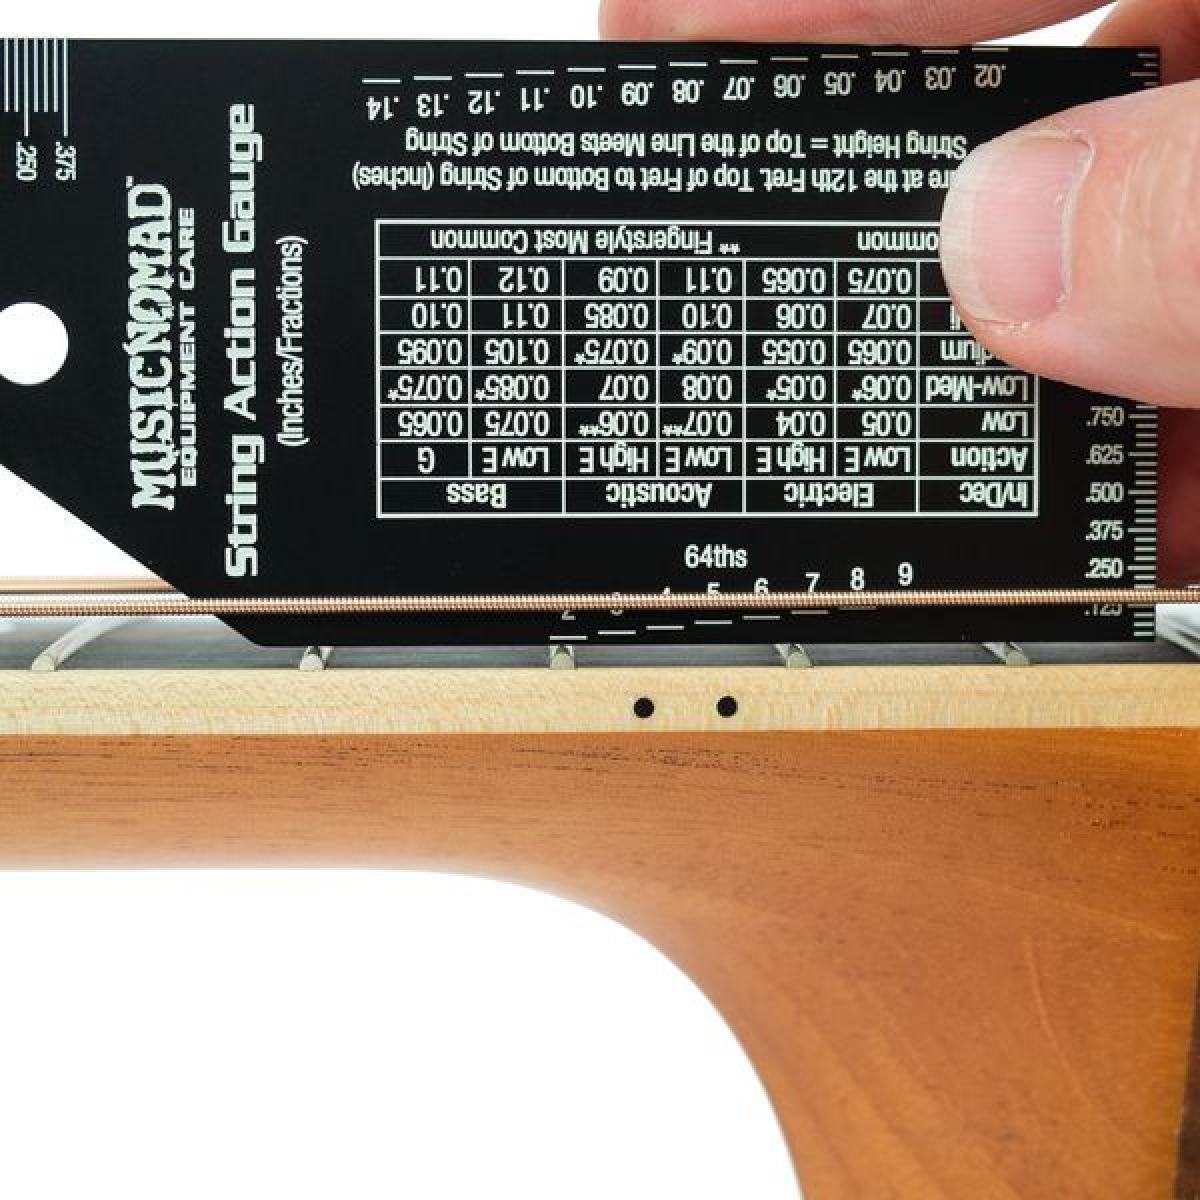 .250 .375
MUSICNOMAD™
EQUIPMENT CARE
String Action Gauge
(Inches/Fractions)
64ths
4 5 6 7 8 9
2 3
.750
.625
.500
.375
.250
.125
In/Dec Electric Acoustic Bass
Action Low E High E Low E High E Low E G
Low 0.05 0.04 0.07** 0.06** 0.075 0.065
Low-Med 0.06* 0.05* 0.08 0.07 0.085* 0.075*
0.065 0.055 0.09* 0.075* 0.105 0.095
0.07 0.06 0.10 0.085 0.11 0.10
0.075 0.065 0.11 0.09 0.12 0.11
**Fingerstyle Most Common
at the 12th Fret. Top of Fret to Bottom of String (Inches)
String Height = Top of the Line Meets Bottom of String
.02 .03 .04 .05 .06 .07 .08 .09 .10 .11 .12 .13 .14